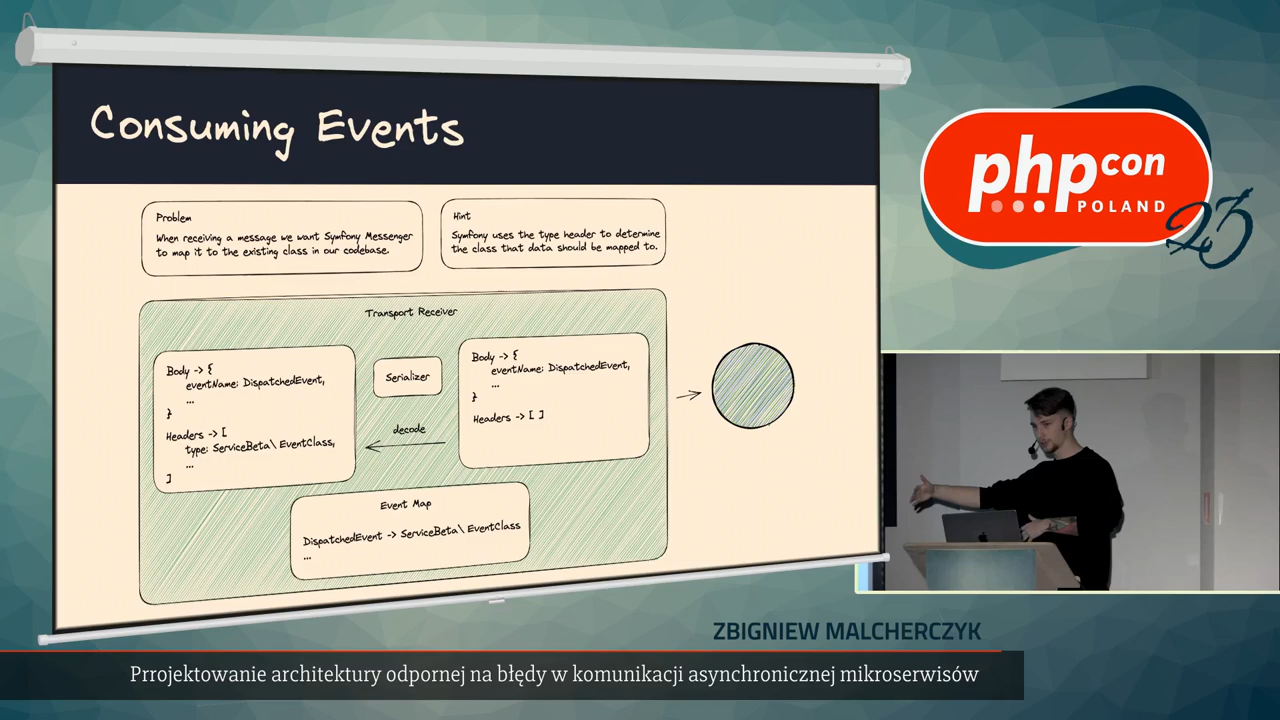 Consuming Events
Problem
When receiving a message we want Symfony Messenger
to map it to the existing class in our codebase.
Hint
Symfony uses the type header to determine
the class that data should be mapped to.
Transport Receiver
Body -> {
eventName: DispatchedEvent,
...
}
Headers -> [
type: ServiceBeta\EventClass,
...
]
Serializer
decode
Body -> {
eventName: DispatchedEvent,
...
}
Headers -> [ ]
Event Map
DispatchedEvent -> ServiceBeta\EventClass
...
phpcon
POLAND
23
ZBIGNIEW MALCHERCZYK
Prrojektowanie architektury odpornej na błędy w komunikacji asynchronicznej mikroserwisów